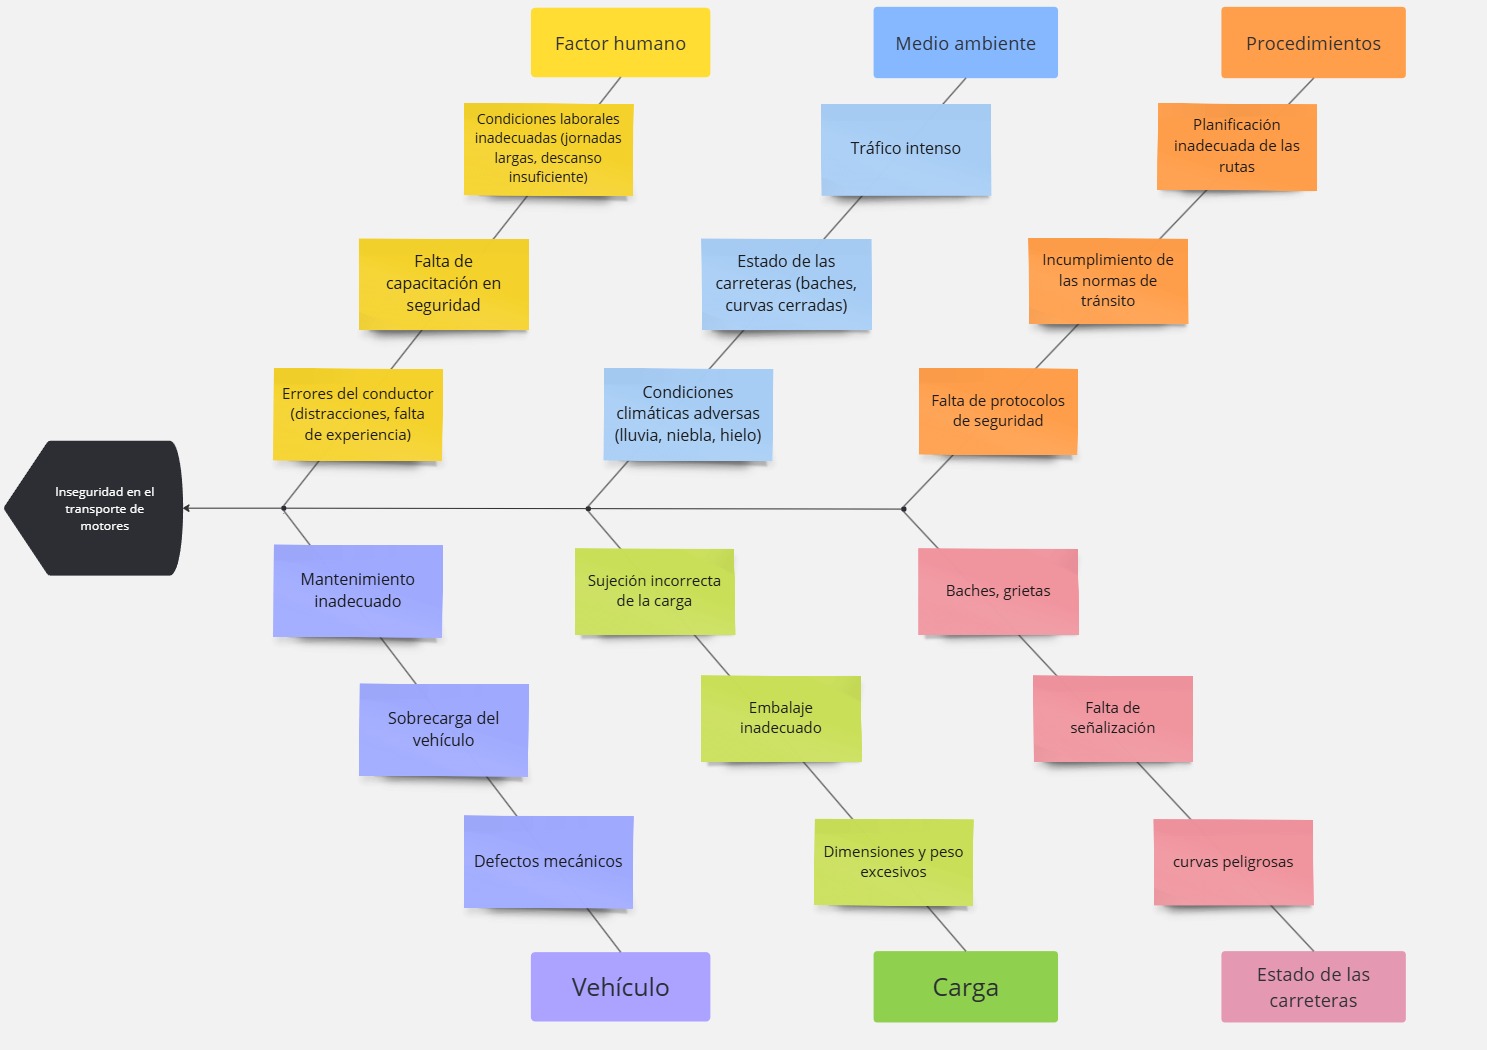 Factor humano
Medio ambiente
Procedimientos
Condiciones laborales
inadecuadas (jornadas
largas, descanso
insuficiente)
Tráfico intenso
Planificación
inadecuada de las
rutas
Falta de
capacitación en
seguridad
Estado de las
carreteras (baches,
curvas cerradas)
Incumplimiento de
las normas de
tránsito
Errores del conductor
(distracciones, falta
de experiencia)
Condiciones
climáticas adversas
(lluvia, niebla, hielo)
Falta de protocolos
de seguridad
Inseguridad en el
transporte de
motores
Mantenimiento
inadecuado
Sujeción incorrecta
de la carga
Baches, grietas
Sobrecarga del
vehículo
Embalaje
inadecuado
Falta de
señalización
Defectos mecánicos
Dimensiones y peso
excesivos
curvas peligrosas
Vehículo
Carga
Estado de las
carreteras